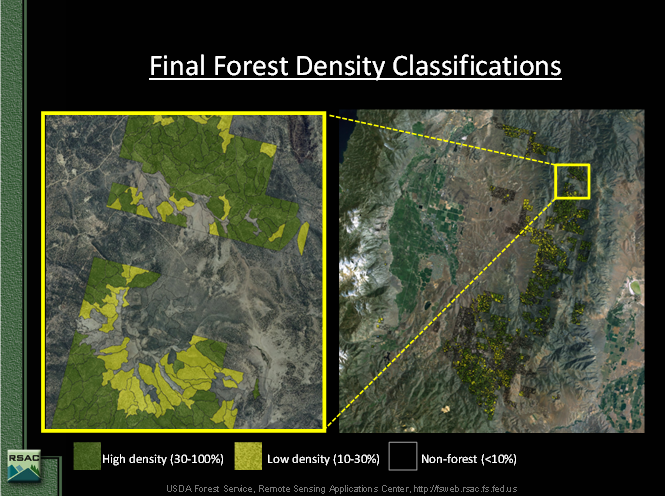 Final Forest Density Classifications
High density (30-100%)
Low density (10-30%)
Non-forest (<10%)
RSAC
USDA Forest Service, Remote Sensing Applications Center, http://fsweb.rsac.fs.fed.us